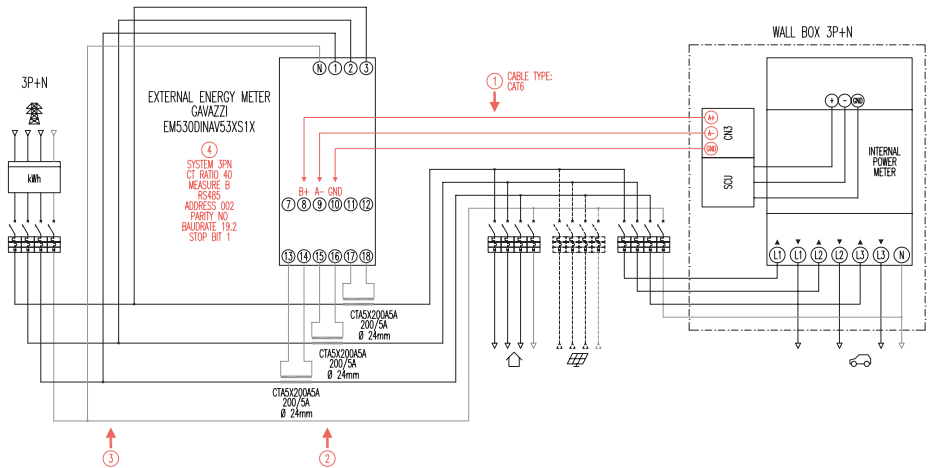 WALL BOX 3P+N
3P+N
kWh
EXTERNAL ENERGY METER
GAVAZZI
EM530DINAV53XS1X
4
SYSTEM 3PN
CT RATIO 40
MEASURE B
RS485
ADDRESS 002
PARITY NO
BAUDRATE 19.2
STOP BIT 1
N 1 2 3
B+ A- GND
7 8 9 10 11 12
13 14 15 16 17 18
1 CABLE TYPE:
CAT6
A+
A-
GND
CN3
SCU
+ - GND
INTERNAL
POWER
METER
L1 L1 L2 L2 L3 L3 N
CTA5X200A5A
200/5A
Ø 24mm
CTA5X200A5A
200/5A
Ø 24mm
CTA5X200A5A
200/5A
Ø 24mm
3
2